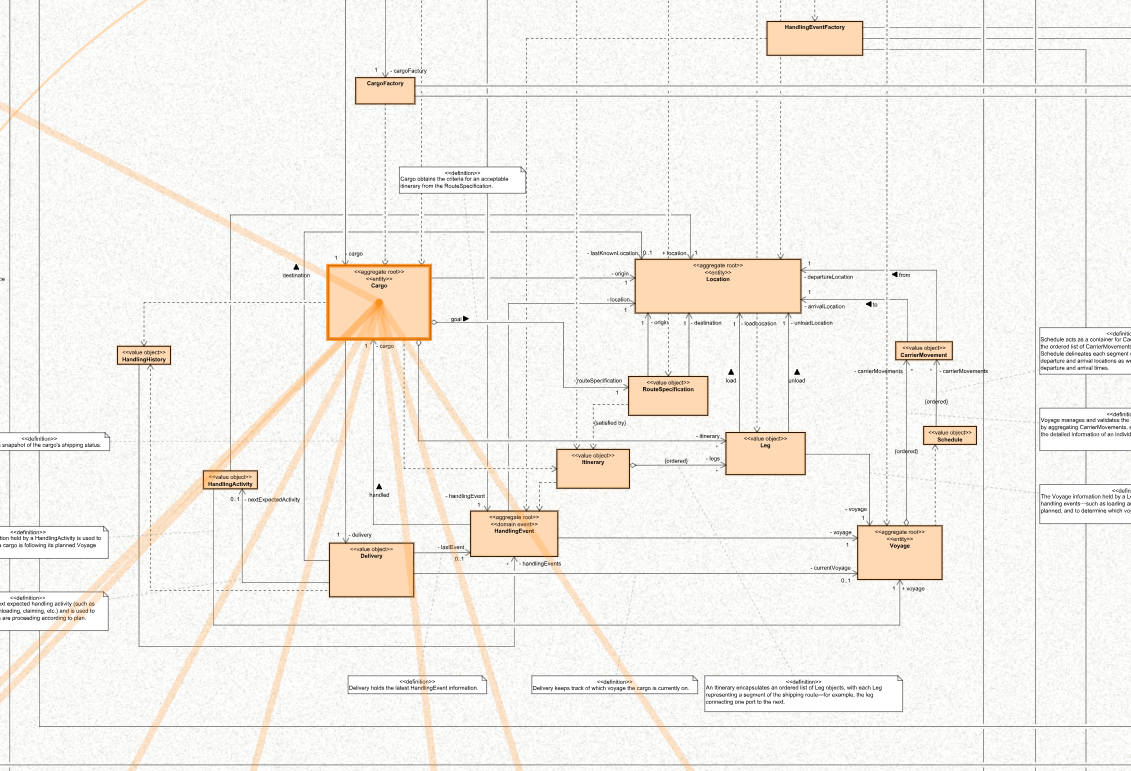 HandlingEventFactory
1
- cargoFactory
CargoFactory
<<definition>>
Cargo obtains the criteria for an acceptable
itinerary from the RouteSpecification.
- lastKnownLocation
0..1
+ location
1
- cargo
1
destination
<<aggregate root>>
<<entity>>
Cargo
<<aggregate root>>
<<entity>>
Location
- origin
1
- location
1
1
- departureLocation
from
1
- arrivalLocation
to
goal
1
- origin
1
- destination
1
- loadLocation
1
- unloadLocation
<<value object>>
HandlingHistory
1
- cargo
<<value object>>
CarrierMovement
- carrierMovements
*
*
- carrierMovements
{ordered}
load
unload
- routeSpecification
1
<<value object>>
RouteSpecification
{satisfied by}
<<definition>>
Schedule acts as a container for
the ordered list of CarrierMovements
Schedule delineates each segment
departure and arrival locations as
departure and arrival times.
<<definition>>
Voyage manages and validates the
by aggregating CarrierMovements,
the detailed information of an
The Voyage information held by a
handling events—such as loading
planned, and to determine which
<<definition>>
snapshot of the cargo's shipping status.
- itinerary
*
<<value object>>
Leg
<<value object>>
Schedule
{ordered}
<<value object>>
Itinerary
{ordered}
- legs
*
<<value object>>
HandlingActivity
0..1
- nextExpectedActivity
handled
- handlingEvent
1
<<aggregate root>>
<<domain event>>
HandlingEvent
- voyage
1
- voyage
1
<<aggregate root>>
<<entity>>
Voyage
<<definition>>
held by a HandlingActivity is used to
cargo is following its planned Voyage
1
- delivery
<<value object>>
Delivery
- lastEvent
0..1
*
- handlingEvents
- currentVoyage
0..1
1
+ voyage
<<definition>>
expected handling activity (such as
claiming, etc.) and is used to
are proceeding according to plan.
<<definition>>
Delivery holds the latest HandlingEvent information.
<<definition>>
Delivery keeps track of which voyage the cargo is currently on.
<<definition>>
An Itinerary encapsulates an ordered list of Leg objects, with each Leg
representing a segment of the shipping route—for example, the leg
connecting one port to the next.